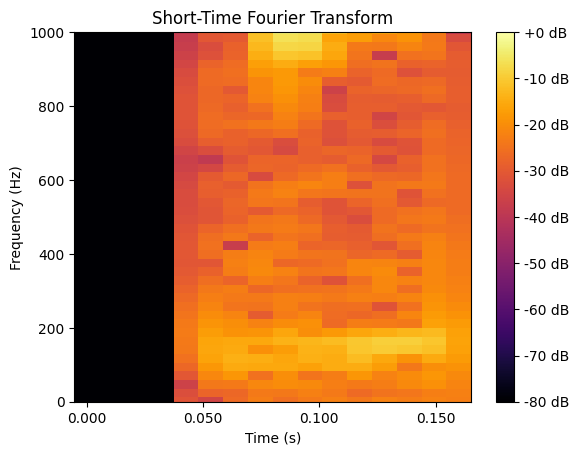 Short-Time Fourier Transform
Frequency (Hz)
1000
800
600
400
200
0
0.000 0.050 0.100 0.150
Time (s)
+0 dB
-10 dB
-20 dB
-30 dB
-40 dB
-50 dB
-60 dB
-70 dB
-80 dB